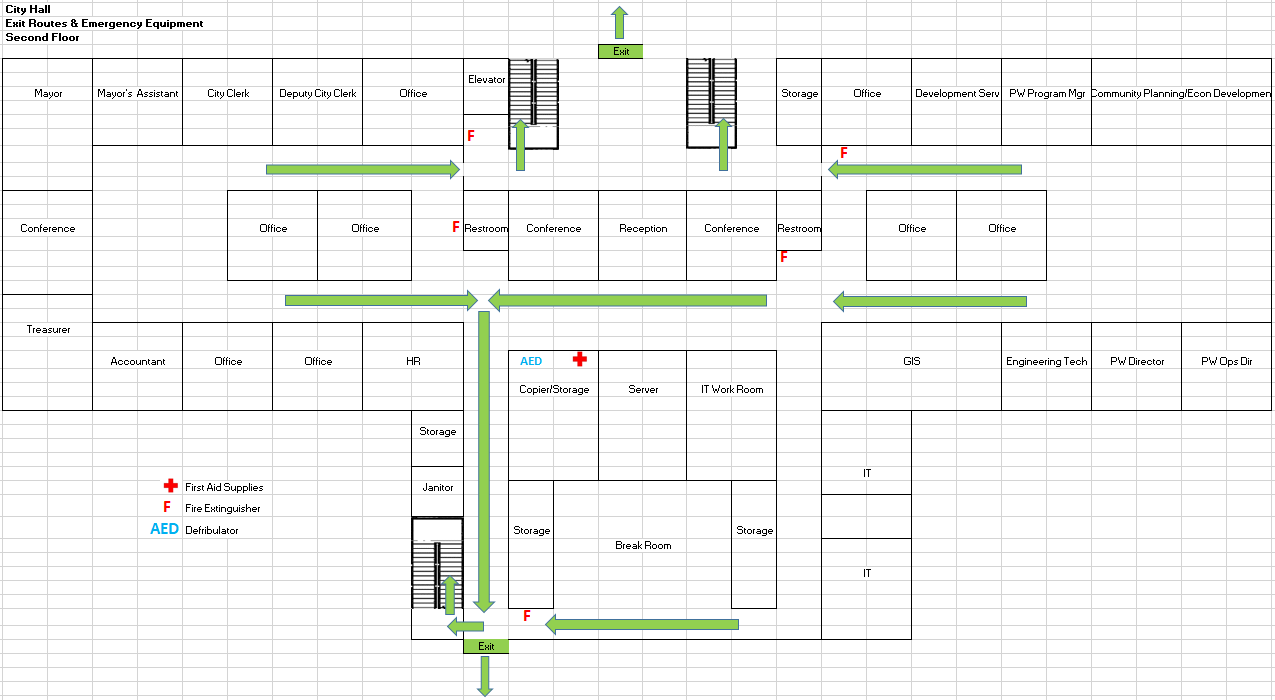 City Hall
Exit Routes & Emergency Equipment
Second Floor
Exit
Elevator
Mayor
Mayor's Assistant
City Clerk
Deputy City Clerk
Office
Storage
Office
Development Serv
PW Program Mgr
Community Planning/Econ Developmen
F
F
Conference
Office
Office
F
Restroom
Conference
Reception
Conference
Restroom
Office
Office
F
Treasurer
Accountant
Office
Office
HR
AED
Copier/Storage
Server
IT Work Room
GIS
Engineering Tech
PW Director
PW Ops Dir
Storage
IT
Janitor
First Aid Supplies
F Fire Extinguisher
AED Defribulator
Storage
Break Room
Storage
IT
F
Exit